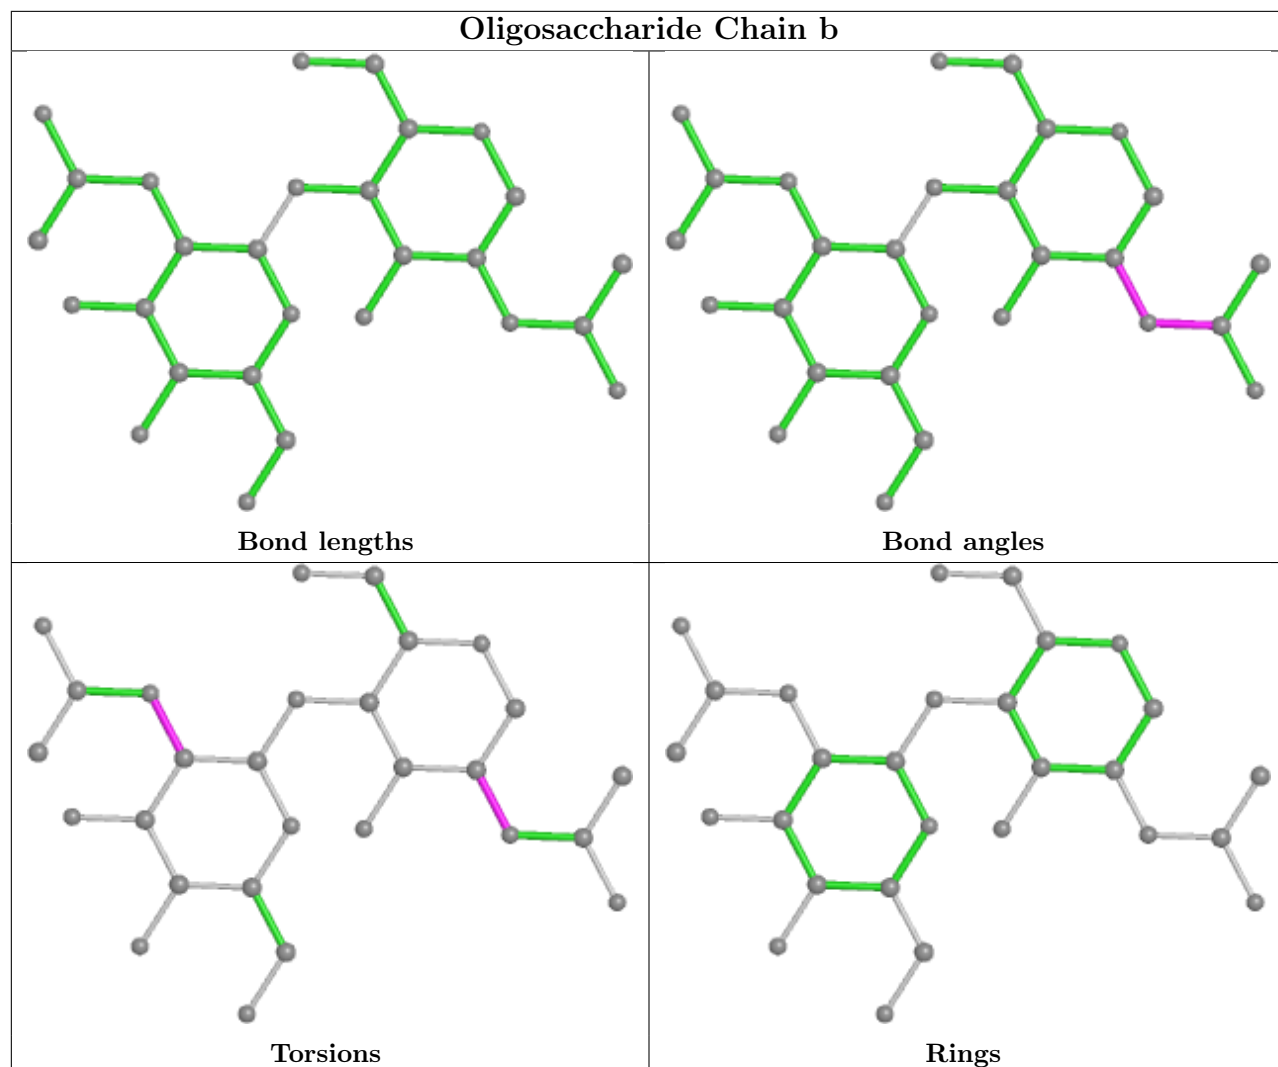 Oligosaccharide Chain b
Bond lengths
Bond angles
Torsions
Rings